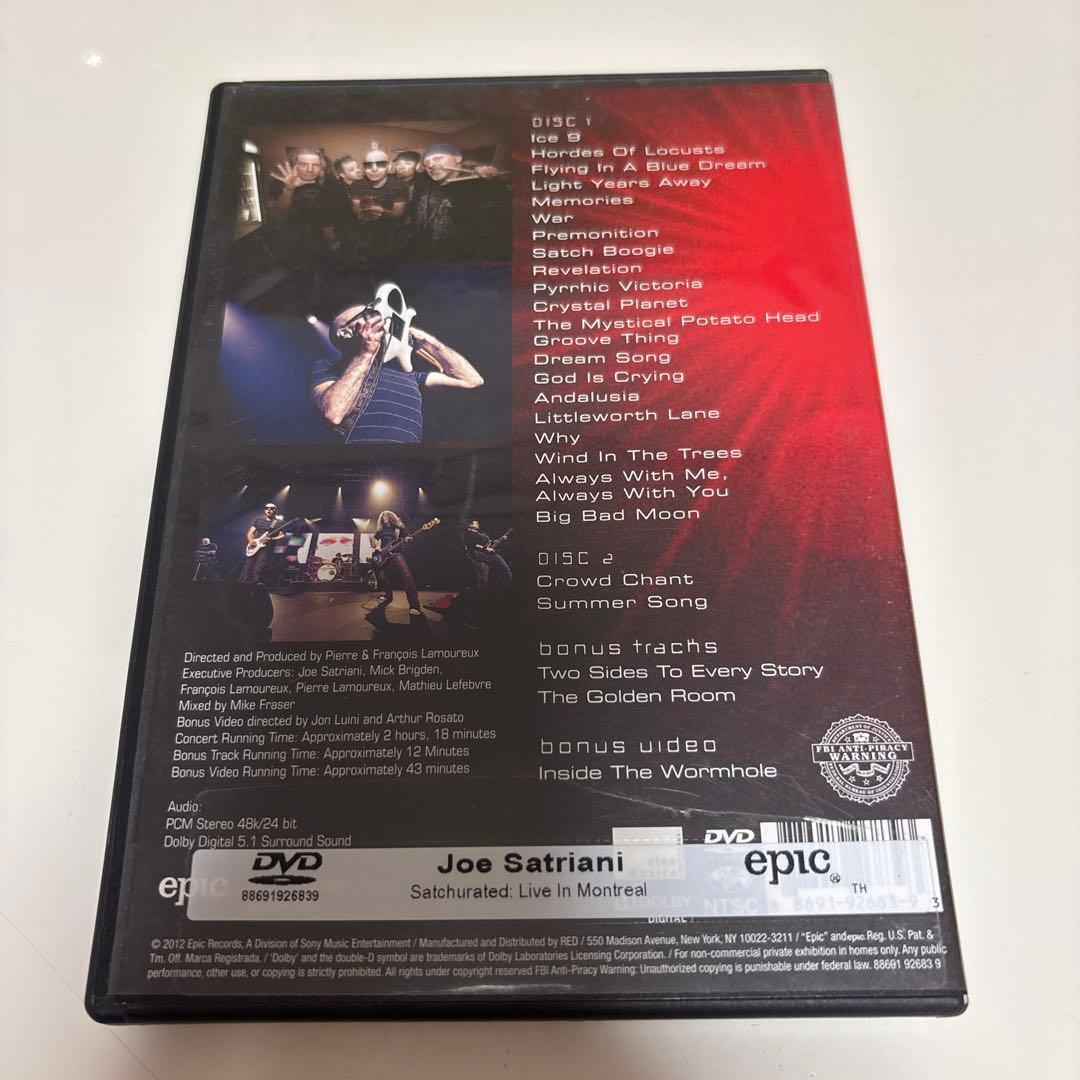 DISC 1
Ice 9
Hordes Of Locusts
Flying In A Blue Dream
Light Years Away
Memories
War
Premonition
Satch Boogie
Revelation
Pyrrhic Victoria
Crystal Planet
The Mystical Potato Head
Groove Thing
Dream Song
God Is Crying
Andalusia
Littleworth Lane
Why
Wind In The Trees
Always With Me,
Always With You
Big Bad Moon
DISC 2
Crowd Chant
Summer Song
bonus tracks
Two Sides To Every Story
The Golden Room
bonus video
Inside The Wormhole
Directed and Produced by Pierre & François Lamoureux
Executive Producers: Joe Satriani, Mick Brigden,
François Lamoureux, Pierre Lamoureux, Mathieu Lefebvre
Mixed by Mike Fraser
Bonus Video directed by Jon Luini and Arthur Rosato
Concert Running Time: Approximately 2 hours, 18 minutes
Bonus Track Running Time: Approximately 12 Minutes
Bonus Video Running Time: Approximately 43 minutes
Audio:
PCM Stereo 48k/24 bit
Dolby Digital 5.1 Surround Sound
FBI ANTI-PIRACY
WARNING
DVD
epic
DVD
88691926839
Joe Satriani
Satchurated: Live In Montreal
epic
TH
cine
musical
DOLBY
DIGITAL
NTSC
8691-92683-9 3
© 2012 Epic Records, A Division of Sony Music Entertainment / Manufactured and Distributed by RED / 550 Madison Avenue, New York, NY 10022-3211 / "Epic" and epic Reg. U.S. Pat. &
Tm. Off. Marca Registrada. / 'Dolby' and the double-D symbol are trademarks of Dolby Laboratories Licensing Corporation. / For non-commercial private exhibition in homes only. Any public
performance, other use, or copying is strictly prohibited. All rights under copyright reserved FBI Anti-Piracy Warning: Unauthorized copying is punishable under federal law. 88691 92683 9